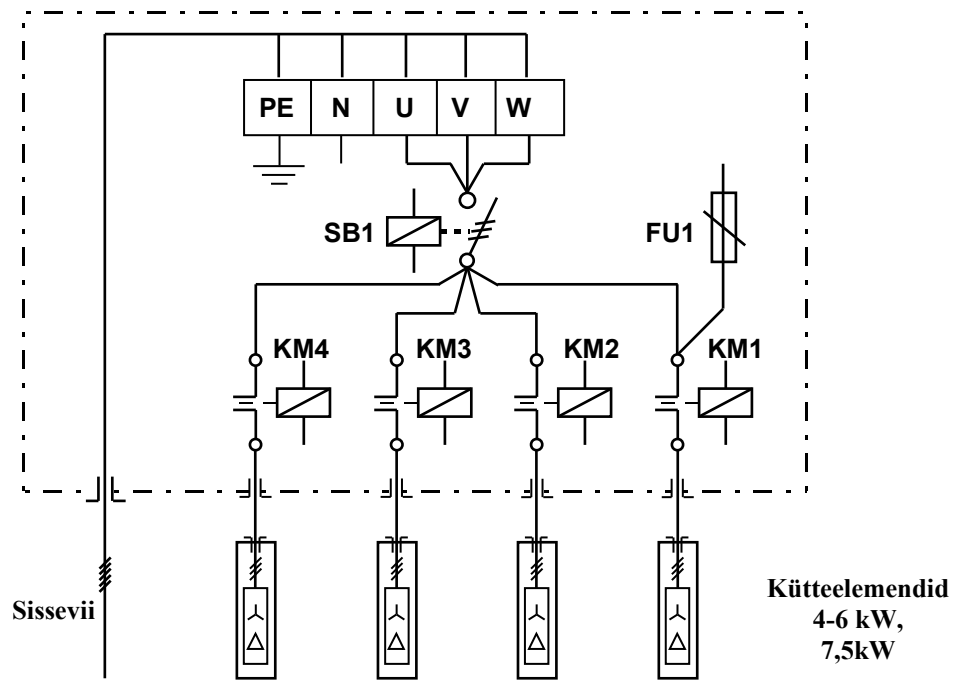 PE N U V W
SB1
FU1
KM4 KM3 KM2 KM1
Sissevii
Kütteelemendid
4-6 kW,
7,5kW